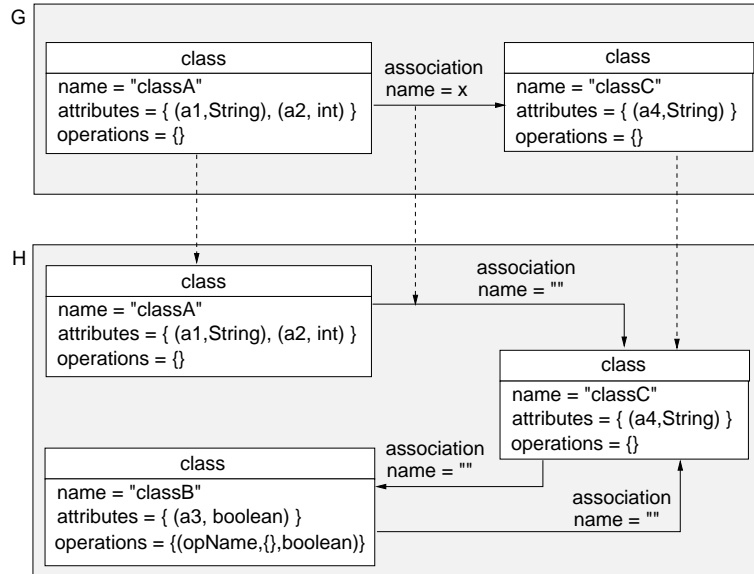 G
class
name = "classA"
attributes = { (a1,String), (a2, int) }
operations = {}
association
name = x
class
name = "classC"
attributes = { (a4,String) }
operations = {}
H
class
name = "classA"
attributes = { (a1,String), (a2, int) }
operations = {}
association
name = ""
class
name = "classC"
attributes = { (a4,String) }
operations = {}
association
name = ""
class
name = "classB"
attributes = { (a3, boolean) }
operations = {(opName,{},boolean)}
association
name = ""